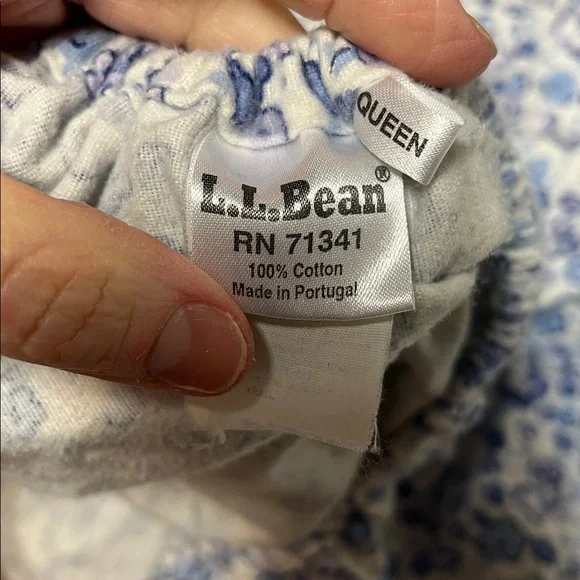 QUEEN
L.L.Bean®
RN 71341
100% Cotton
Made in Portugal